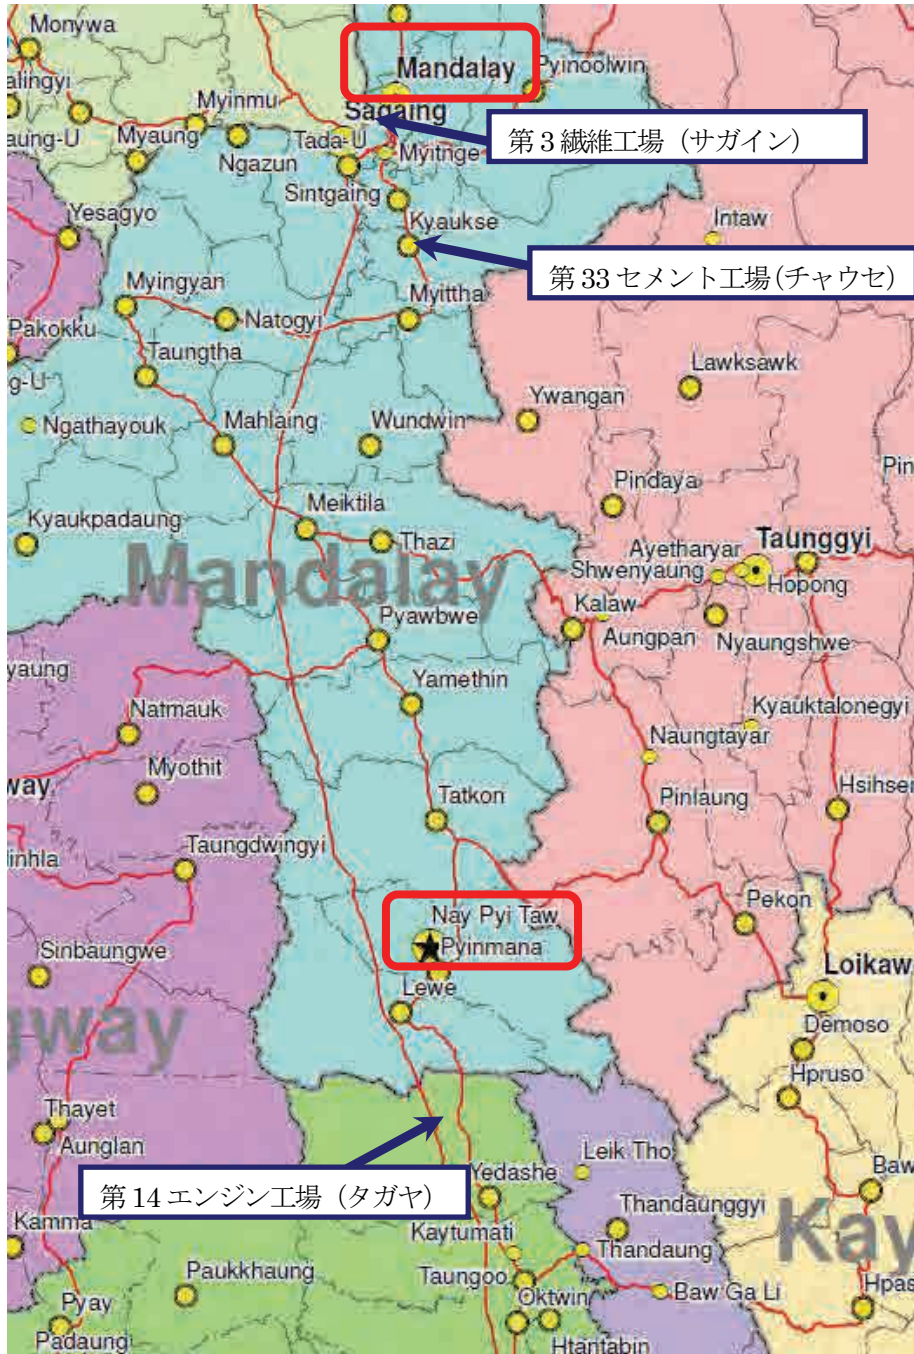 Monywa
Mandalay
Pyinoolwin
alingyi
Myinmu
Sagaing
aung-U
Myaung
Ngazun
Tada-U
Myitnge
第3繊維工場（サガイン）
Sintgaing
Yesagyo
Kyaukse
Intaw
第33セメント工場(チャウセ)
Myingyan
Natogyi
Myittha
Pakokku
Taungtha
g-U
Lawksawk
Ywangan
Ngathayouk
Mahlaing
Wundwin
Pin
Pindaya
Meiktila
Kyaukpadaung
Thazi
Ayetharyar
Taunggyi
Shwenyaung
Hopong
Mandalay
Kalaw
Aungpan
Nyaungshwe
Pyawbwe
yaung
Yamethin
Natmauk
Kyauktalonegyi
Naungtayar
Myothit
way
Tatkon
Pinlaung
Hsihsen
inhla
Taungdwingyi
Nay Pyi Taw
Pyinmana
Pekon
Sinbaungwe
Lewe
Loikaw
gway
Demoso
Hpruso
Thayet
Aunglan
Leik Tho
Baw
第14エンジン工場（タガヤ）
Yedashe
Thandaunggyi
Kamma
Kaytumati
Thandaung
Kay
Paukkhaung
Taungoo
Baw Ga Li
Hpas
Pyay
Oktwin
Padaung
Htantabin